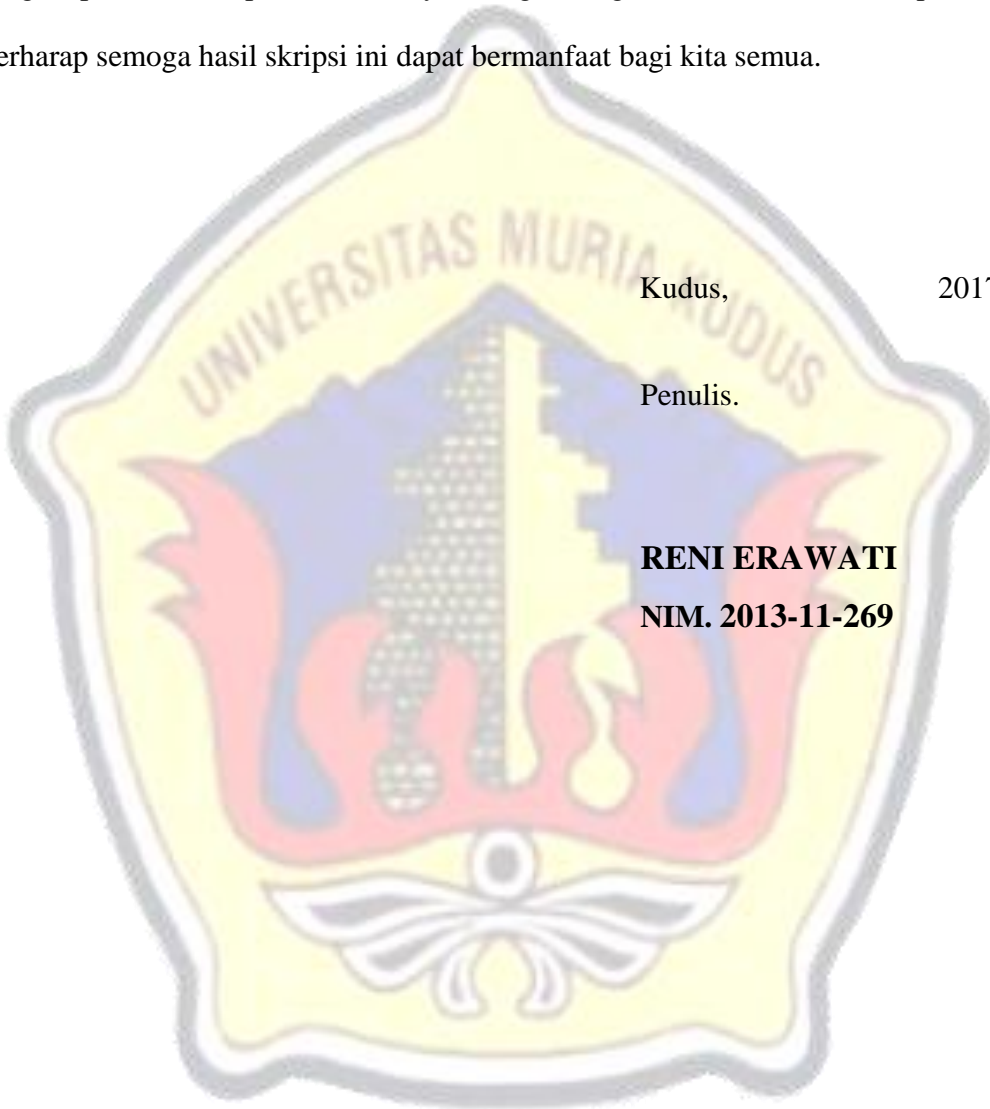 erharap semoga hasil skripsi ini dapat bermanfaat bagi kita semua.
UNIVERSITAS MURIA KUDUS
Kudus, 2017
Penulis.
RENI ERAWATI
NIM. 2013-11-269